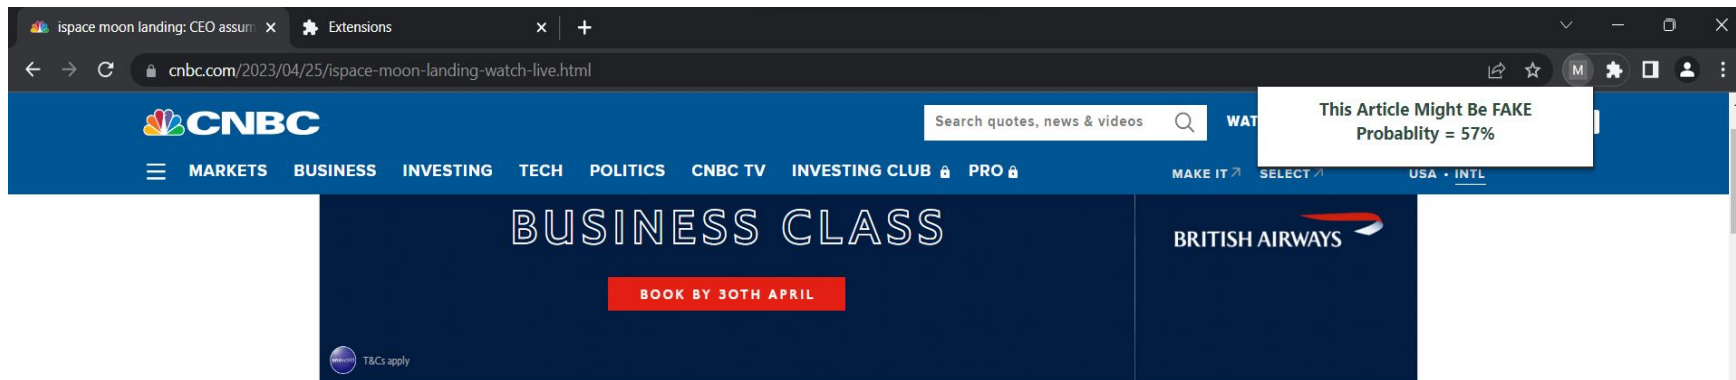 ispace moon landing: CEO assum
Extensions
cnbc.com/2023/04/25/ispace-moon-landing-watch-live.html
M
CNBC
Search quotes, news & videos
WAT
This Article Might Be FAKE
Probablity = 57%
MARKETS BUSINESS INVESTING TECH POLITICS CNBC TV INVESTING CLUB PRO
MAKE IT SELECT USA • INTL
BUSINESS CLASS
BRITISH AIRWAYS
BOOK BY 30TH APRIL
T&Cs apply